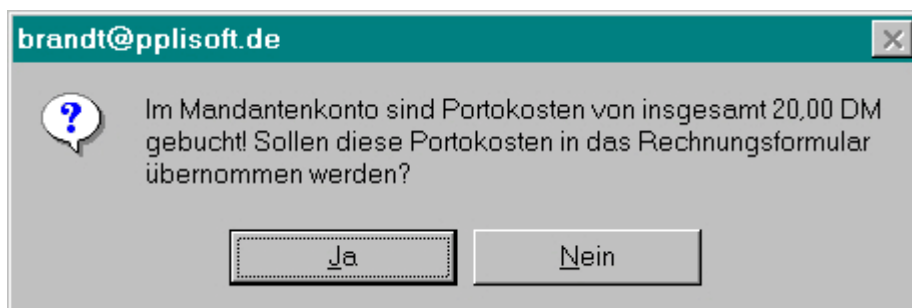 brandt@pplisoft.de
?
Im Mandantenkonto sind Portokosten von insgesamt 20,00 DM
gebucht! Sollen diese Portokosten in das Rechnungsformular
übernommen werden?
Ja
Nein